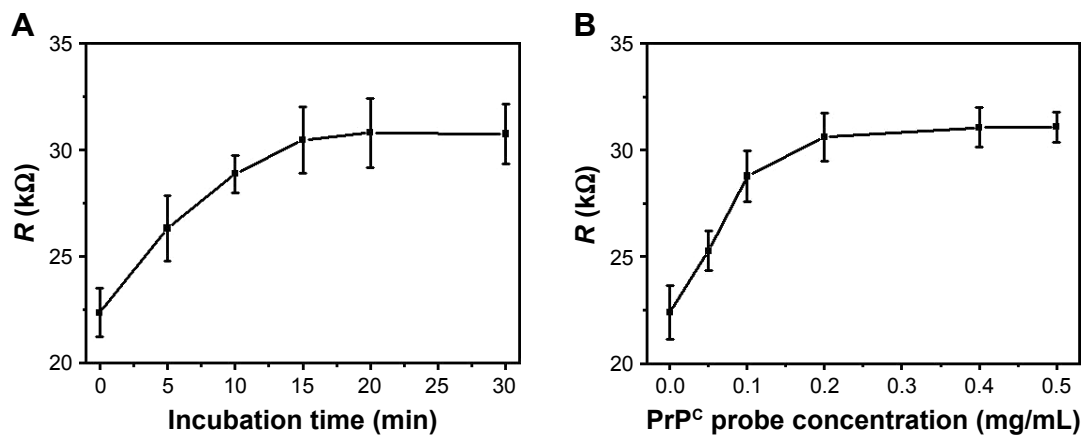 A
B
R (kΩ)
35
30
25
20
0 5 10 15 20 25 30
Incubation time (min)
R (kΩ)
35
30
25
20
0.0 0.1 0.2 0.3 0.4 0.5
PrPᶜ probe concentration (mg/mL)